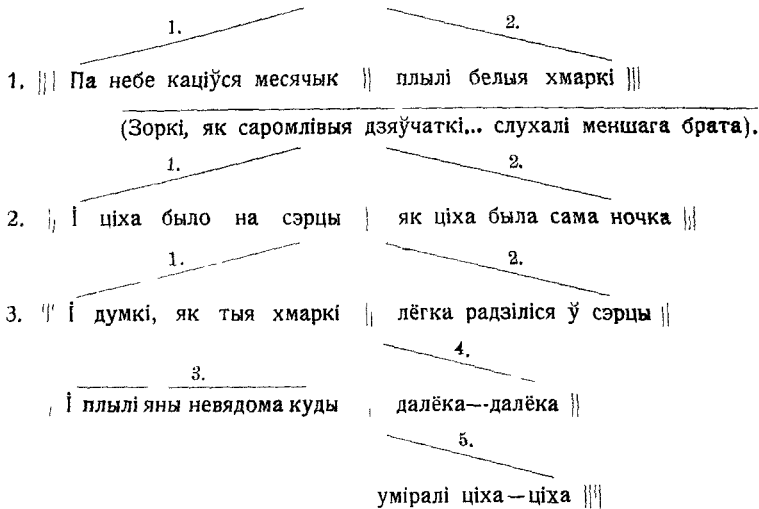 1. 2.
1. ||| Па небе каціўся месячык || плылі белыя хмаркі |||
(Зоркі, як саромлівыя дзяўчаткі... слухалі меншага брата).
1. 2.
2. || І ціха было на сэрцы | як ціха была сама ночка |||
1. 2.
3. ||| І думкі, як тыя хмаркі || лёгка радзіліся ў сэрцы ||
3. 4.
| І плылі яны невядома куды | далёка—далёка ||
5.
уміралі ціха—ціха ||||